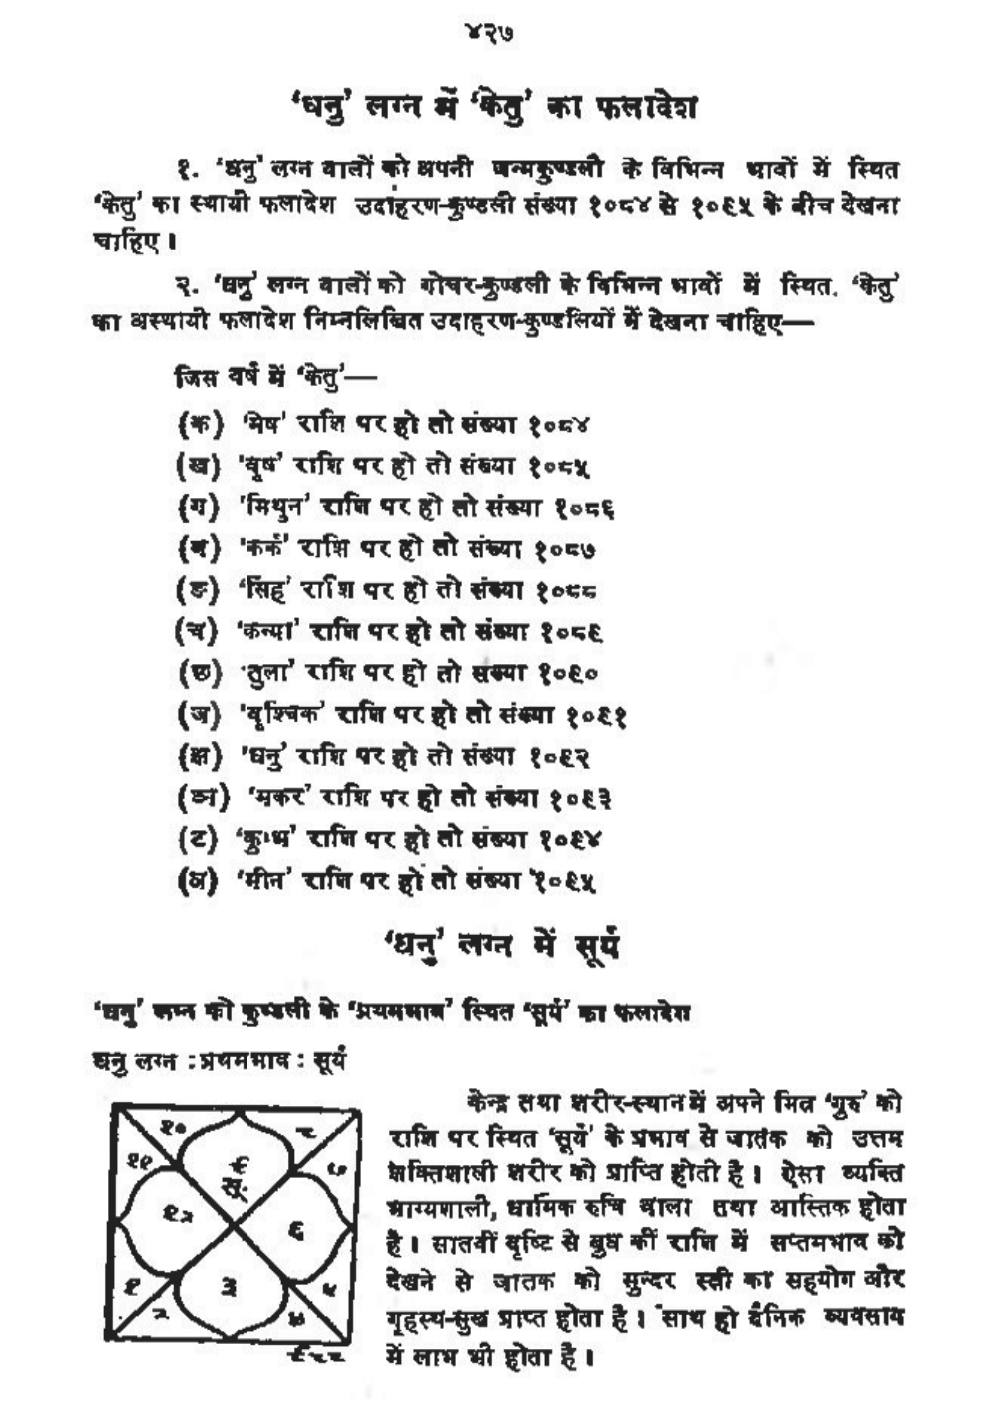 ४२७
'धनु' लग्न में 'केतु' का फलादेश
१. 'धनु' लग्न वालों को अपनी जन्मकुण्डली के विभिन्न भावों में स्थित
'केतु' का स्थायी फलादेश उदाहरण-कुण्डली संख्या १०८४ से १०९५ के बीच देखना
चाहिए।
२. 'धनु' लग्न वालों को गोचर-कुण्डली के विभिन्न भावों में स्थित. 'केतु'
का अस्थायी फलादेश निम्नलिखित उदाहरण-कुण्डलियों में देखना चाहिए—
जिस वर्ष में 'केतु'—
(क) 'मेष' राशि पर हो तो संख्या १०८४
(ख) 'वृष' राशि पर हो तो संख्या १०८५
(ग) 'मिथुन' राशि पर हो तो संख्या १०८६
(घ) 'कर्क' राशि पर हो तो संख्या १०८७
(ङ) 'सिंह' राशि पर हो तो संख्या १०८८
(च) 'कन्या' राशि पर हो तो संख्या १०८९
(छ) 'तुला' राशि पर हो तो संख्या १०९०
(ज) 'वृश्चिक' राशि पर हो तो संख्या १०९१
(झ) 'धनु' राशि पर हो तो संख्या १०९२
(ञ) 'मकर' राशि पर हो तो संख्या १०९३
(ट) 'कुंभ' राशि पर हो तो संख्या १०९४
(ठ) 'मीन' राशि पर हो तो संख्या १०९५
'धनु' लग्न में सूर्य
'धनु' लग्न की कुण्डली के 'प्रथमभाव' स्थित 'सूर्य' का फलादेश
धनु लग्न : प्रथमभाव : सूर्य
केन्द्र तथा शरीर-स्थान में अपने मित्र 'गुरु' की
राशि पर स्थित 'सूर्य' के प्रभाव से जातक को उत्तम
शक्तिशाली शरीर की प्राप्ति होती है। ऐसा व्यक्ति
भाग्यशाली, धार्मिक रुचि वाला तथा आस्तिक होता
है। सातवीं दृष्टि से बुध की राशि में सप्तमभाव को
देखने से जातक को सुन्दर स्त्री का सहयोग और
गृहस्थ-सुख प्राप्त होता है। साथ ही दैनिक व्यवसाय
में लाभ भी होता है।
१० ८
११ ९ ७
सू.
१२ ६
१ ३ ५
२ ४